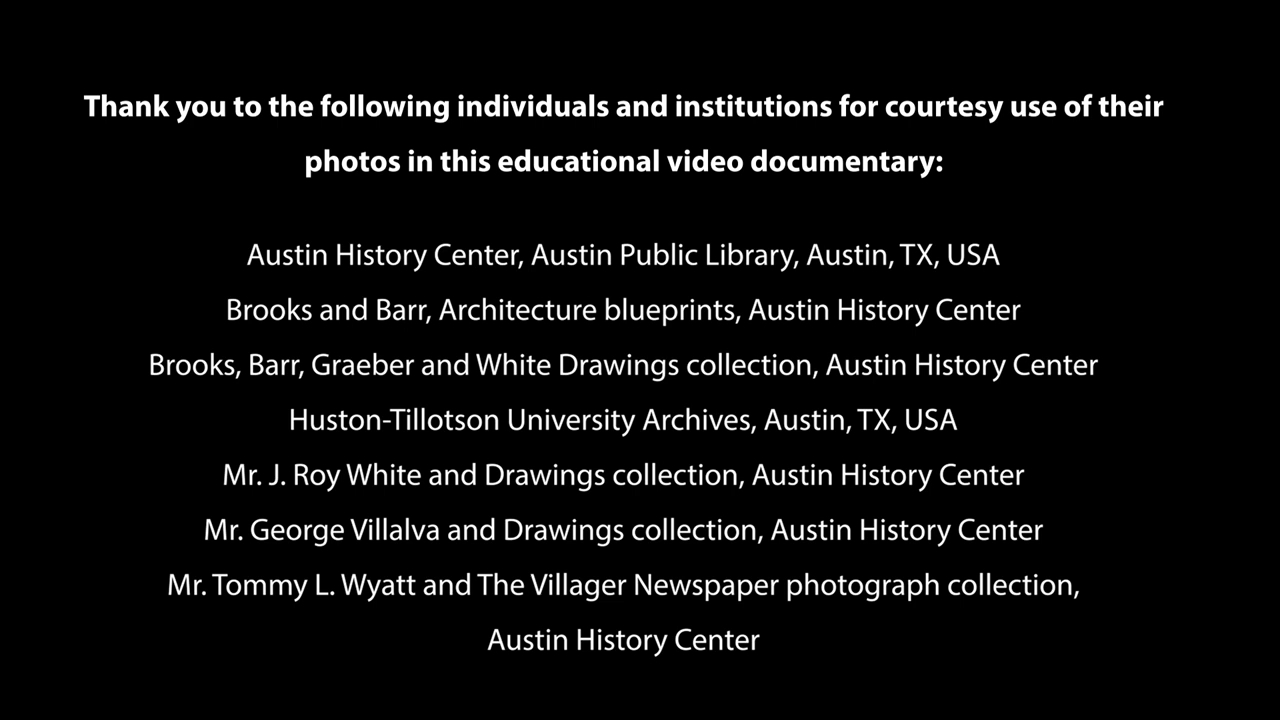 Thank you to the following individuals and institutions for courtesy use of their
photos in this educational video documentary:
Austin History Center, Austin Public Library, Austin, TX, USA
Brooks and Barr, Architecture blueprints, Austin History Center
Brooks, Barr, Graeber and White Drawings collection, Austin History Center
Huston-Tillotson University Archives, Austin, TX, USA
Mr. J. Roy White and Drawings collection, Austin History Center
Mr. George Villalva and Drawings collection, Austin History Center
Mr. Tommy L. Wyatt and The Villager Newspaper photograph collection,
Austin History Center